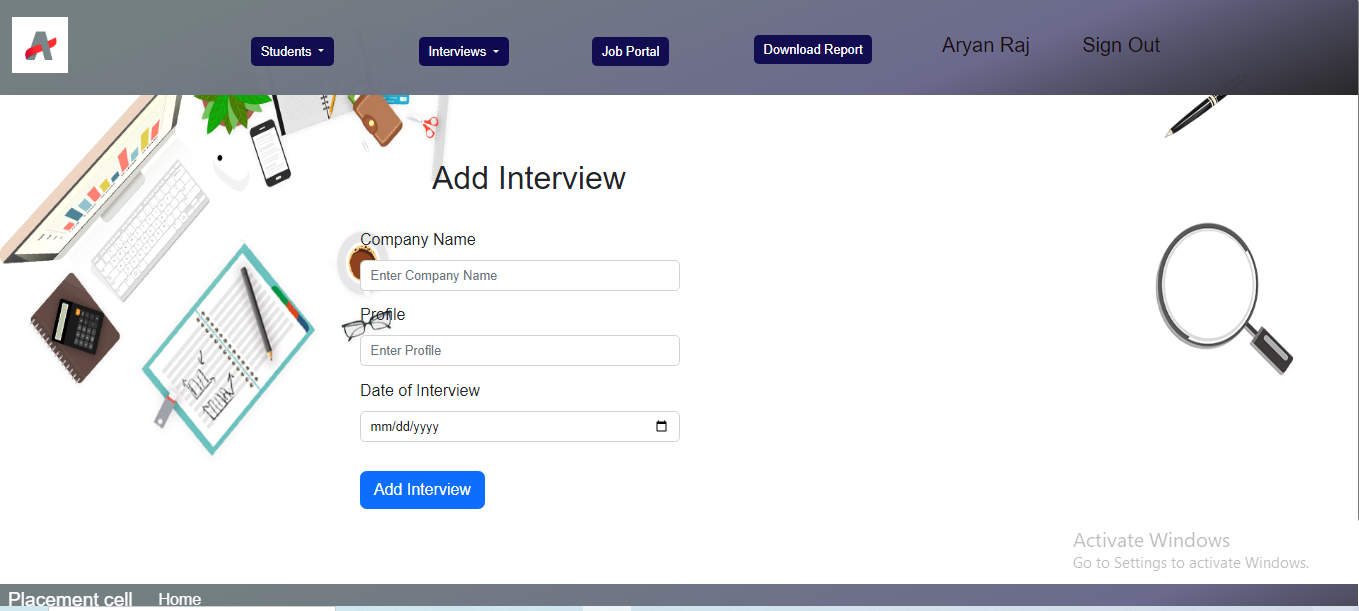 Students
Interviews
Job Portal
Download Report
Aryan Raj
Sign Out
Add Interview
Company Name
Enter Company Name
Profile
Enter Profile
Date of Interview
mm/dd/yyyy
Add Interview
Activate Windows
Go to Settings to activate Windows.
Placement cell
Home